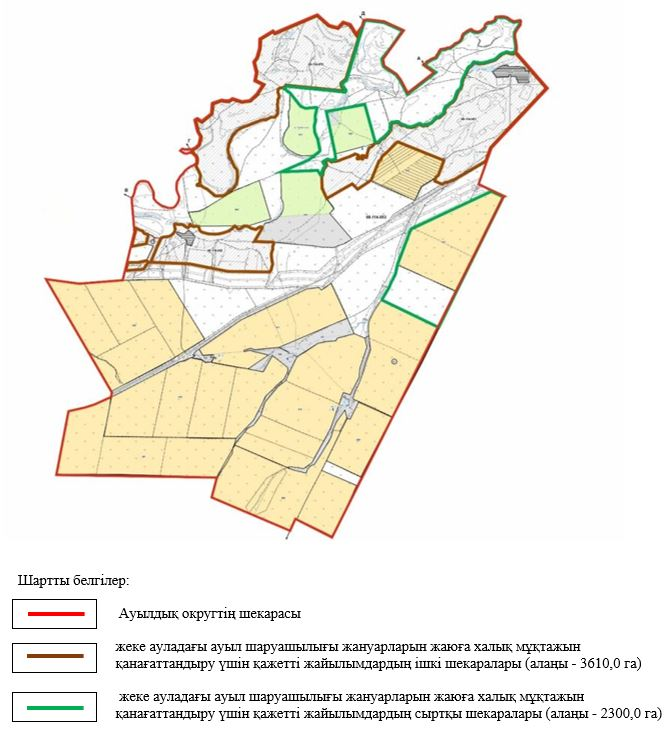 Шартты белгілер:
Ауылдық округтің шекарасы
жеке ауладағы ауыл шаруашылығы жануарларын жаюға халық мұқтажын
қанағаттандыру үшін қажетті жайылымдардың ішкі шекаралары (алаңы - 3610,0 га)
жеке ауладағы ауыл шаруашылығы жануарларын жаюға халық мұқтажын
қанағаттандыру үшін қажетті жайылымдардың сыртқы шекаралары (алаңы - 2300,0 га)